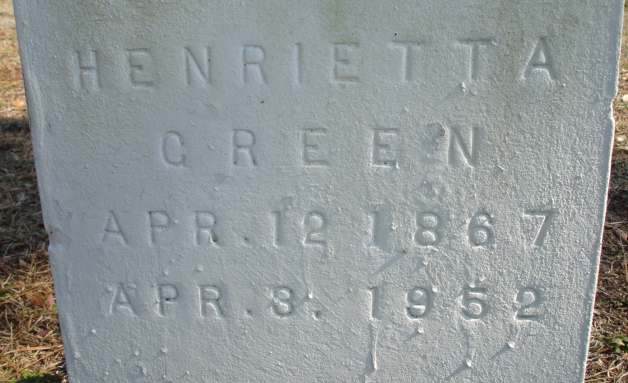 HENRIETTA
GREEN
APR. 12 1867
APR. 3. 1952